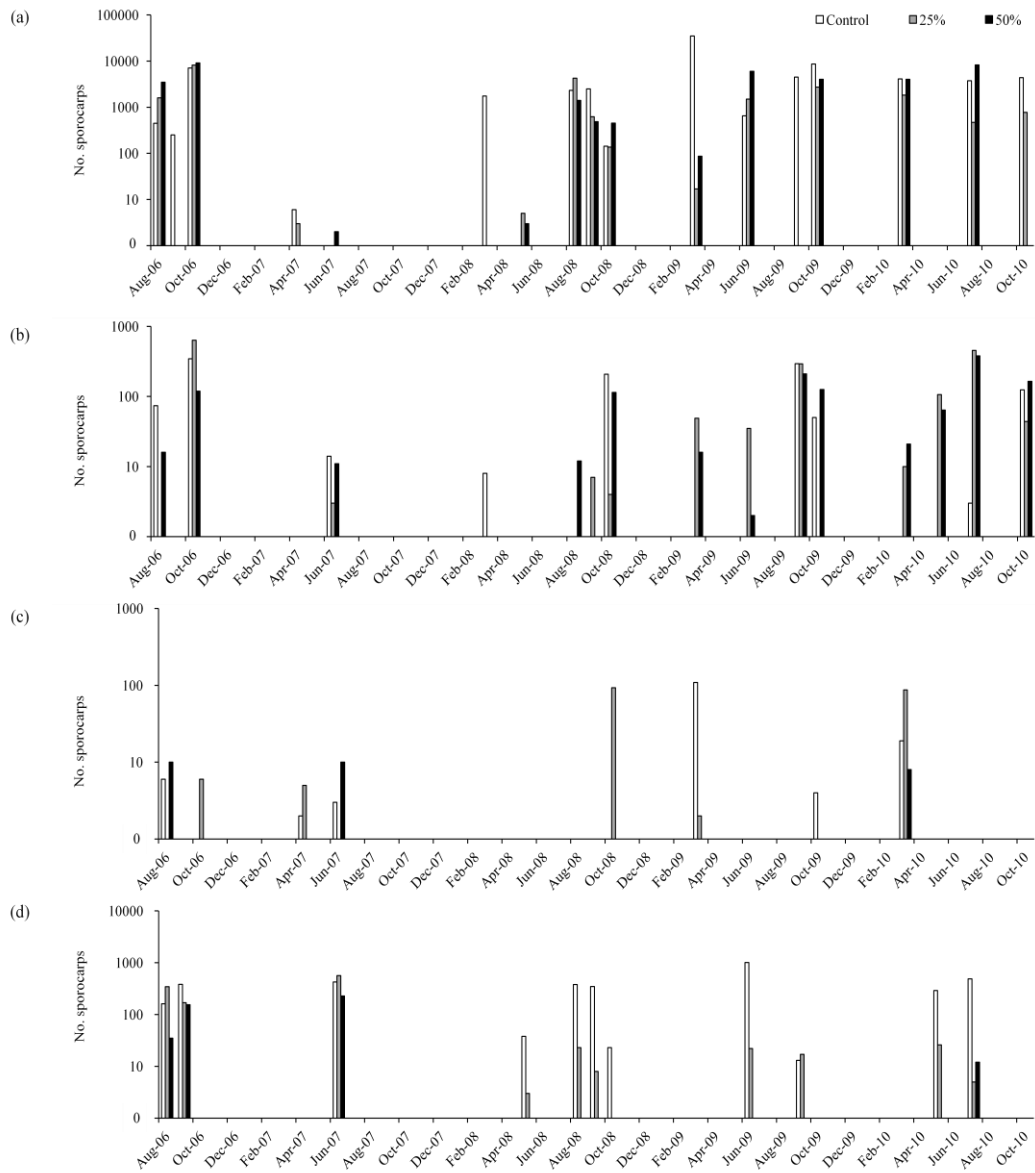 (a)
Control 25% 50%
No. sporocarps
100000
10000
1000
100
10
0
Aug-06 Oct-06 Dec-06 Feb-07 Apr-07 Jun-07 Aug-07 Oct-07 Dec-07 Feb-08 Apr-08 Jun-08 Aug-08 Oct-08 Dec-08 Feb-09 Apr-09 Jun-09 Aug-09 Oct-09 Dec-09 Feb-10 Apr-10 Jun-10 Aug-10 Oct-10
(b)
No. sporocarps
1000
100
10
0
Aug-06 Oct-06 Dec-06 Feb-07 Apr-07 Jun-07 Aug-07 Oct-07 Dec-07 Feb-08 Apr-08 Jun-08 Aug-08 Oct-08 Dec-08 Feb-09 Apr-09 Jun-09 Aug-09 Oct-09 Dec-09 Feb-10 Apr-10 Jun-10 Aug-10 Oct-10
(c)
No. sporocarps
1000
100
10
0
Aug-06 Oct-06 Dec-06 Feb-07 Apr-07 Jun-07 Aug-07 Oct-07 Dec-07 Feb-08 Apr-08 Jun-08 Aug-08 Oct-08 Dec-08 Feb-09 Apr-09 Jun-09 Aug-09 Oct-09 Dec-09 Feb-10 Apr-10 Jun-10 Aug-10 Oct-10
(d)
No. sporocarps
10000
1000
100
10
0
Aug-06 Oct-06 Dec-06 Feb-07 Apr-07 Jun-07 Aug-07 Oct-07 Dec-07 Feb-08 Apr-08 Jun-08 Aug-08 Oct-08 Dec-08 Feb-09 Apr-09 Jun-09 Aug-09 Oct-09 Dec-09 Feb-10 Apr-10 Jun-10 Aug-10 Oct-10